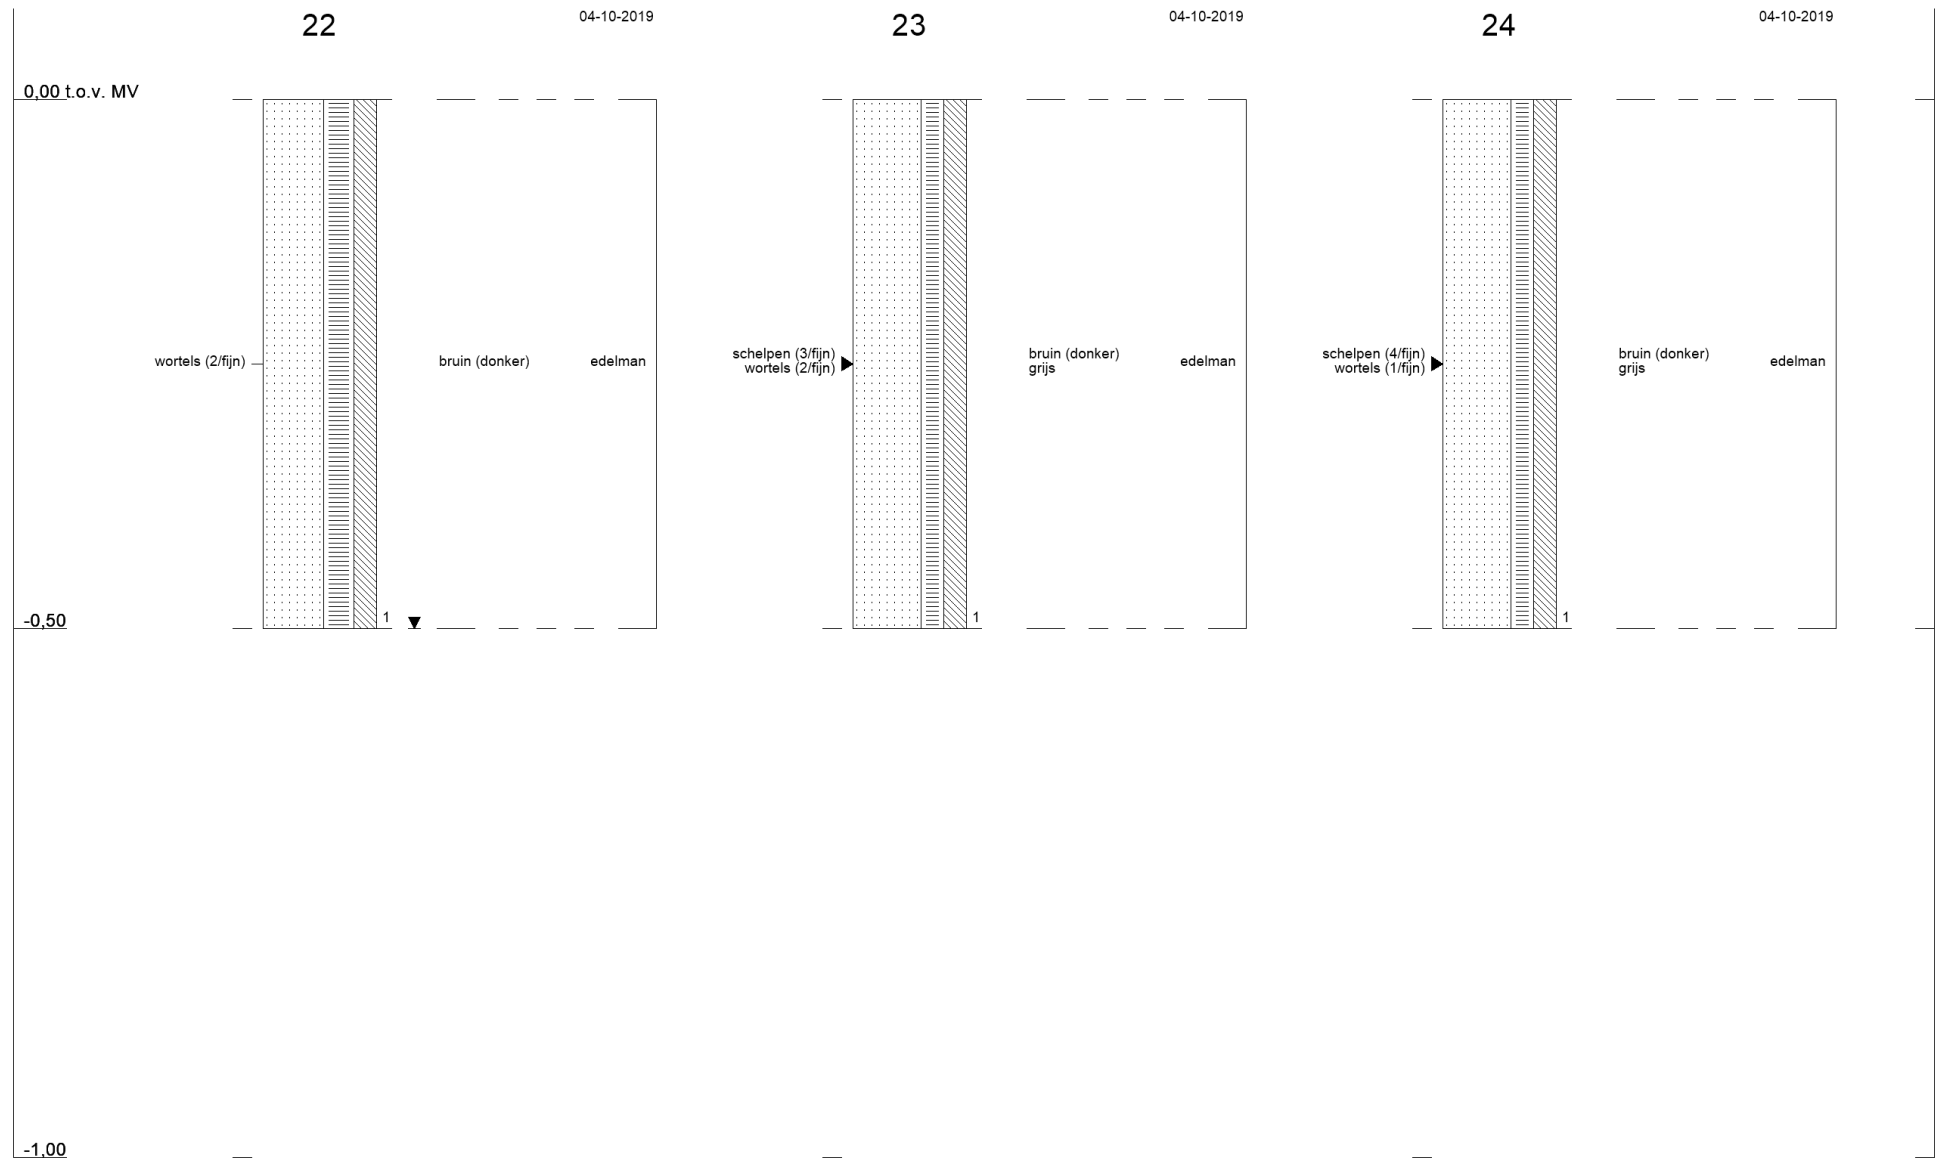 22
04-10-2019
23
04-10-2019
24
04-10-2019
0,00 t.o.v. MV
wortels (2/fijn)
bruin (donker)
edelman
schelpen (3/fijn)
wortels (2/fijn)
bruin (donker)
grijs
edelman
schelpen (4/fijn)
wortels (1/fijn)
bruin (donker)
grijs
edelman
-0,50
1
1
1
-1,00